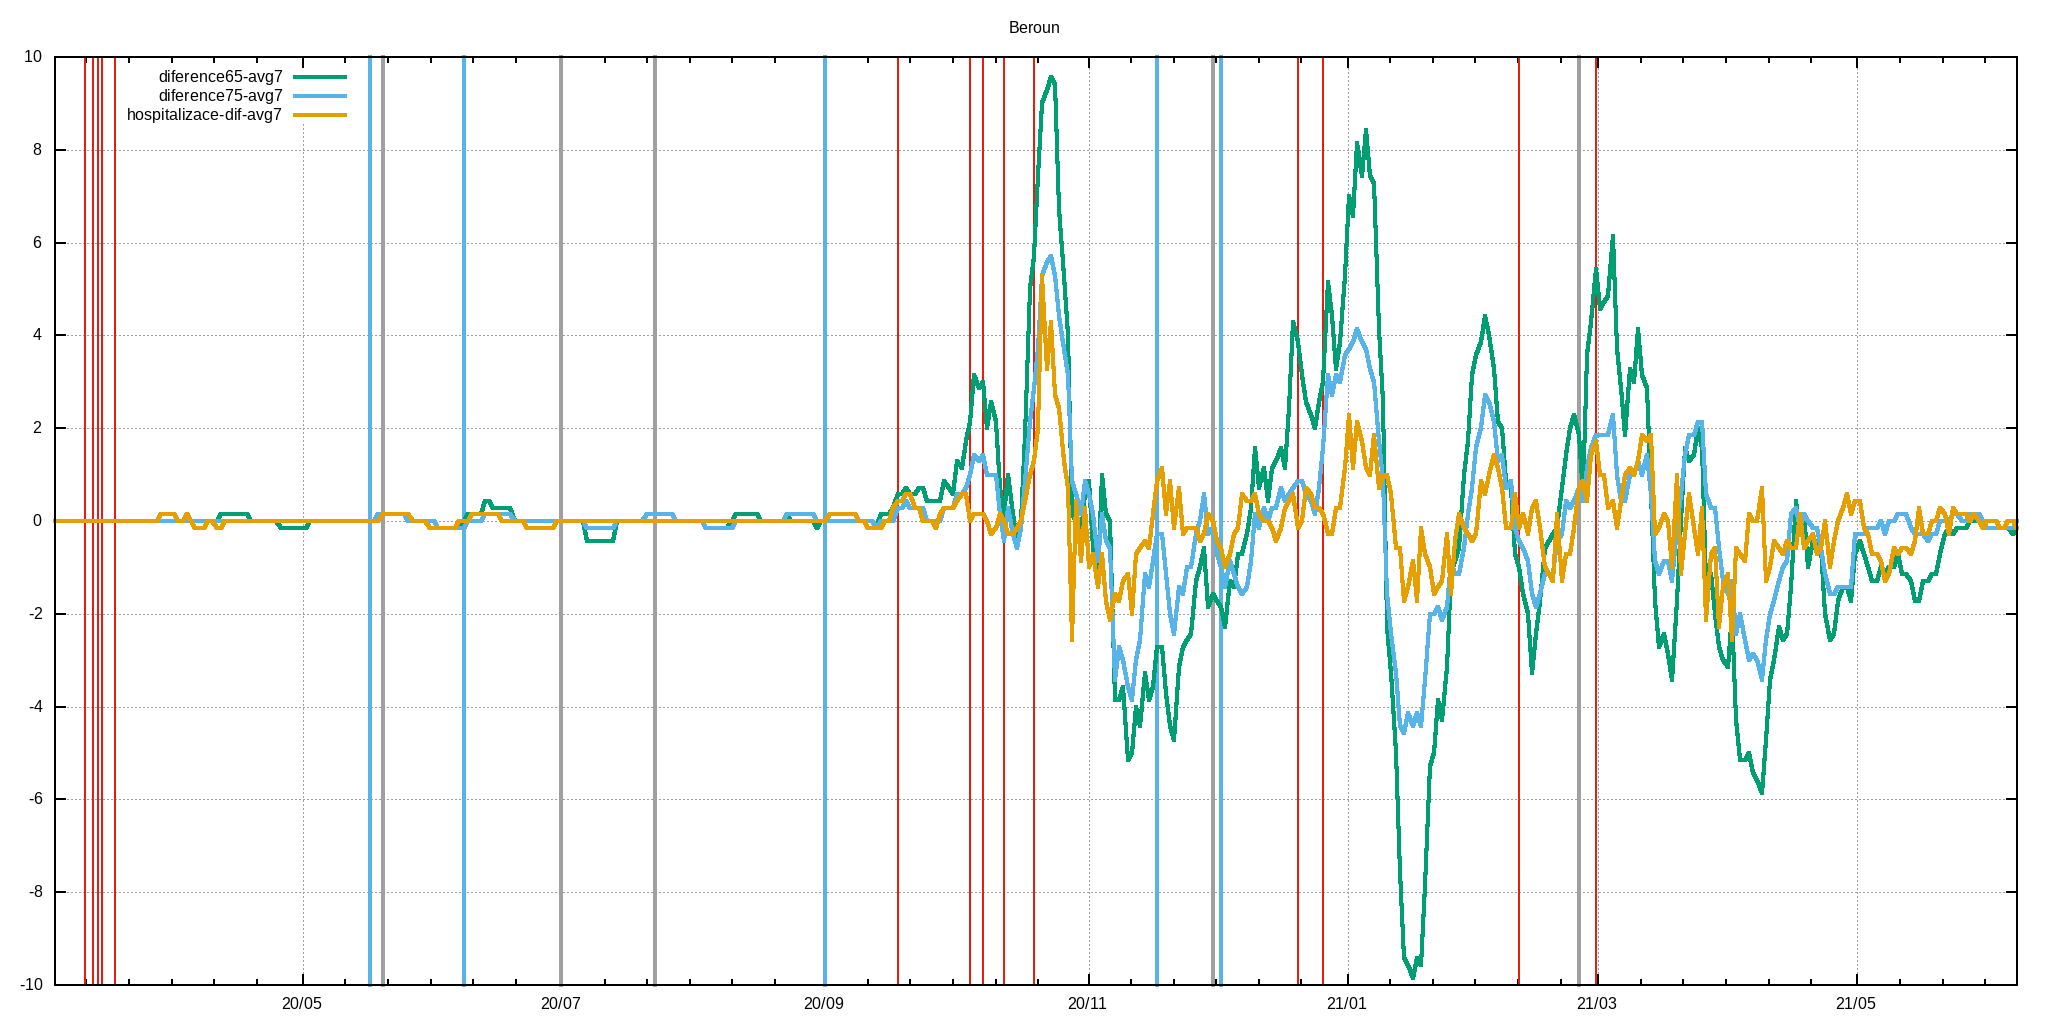 Beroun
diference65-avg7
diference75-avg7
hospitalizace-dif-avg7
10
8
6
4
2
0
-2
-4
-6
-8
-10
20/05 20/07 20/09 20/11 21/01 21/03 21/05